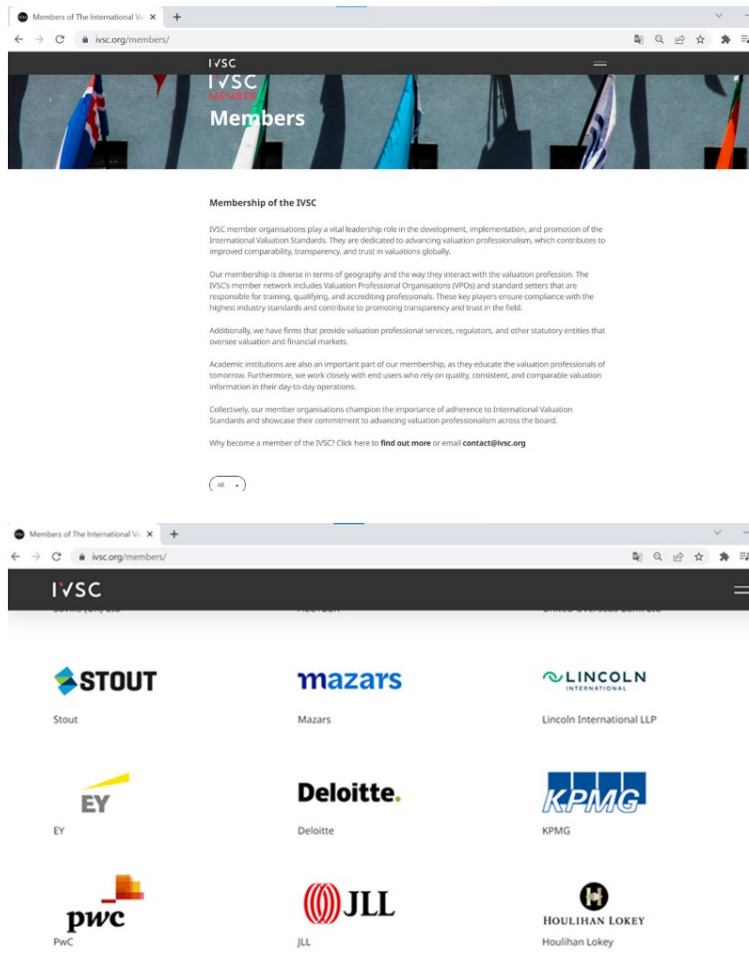 Members of The International Va
ivsc.org/members/
IVSC
IVSC
MEMBER
Members
Membership of the IVSC
IVSC member organisations play a vital leadership role in the development, implementation, and promotion of the
International Valuation Standards. They are dedicated to advancing valuation professionalism, which contributes to
improved comparability, transparency, and trust in valuations globally.
Our membership is diverse in terms of geography and the way they interact with the valuation profession. The
IVSC's member network includes Valuation Professional Organisations (VPOs) and standard setters that are
responsible for training, qualifying, and accrediting professionals. These key players ensure compliance with the
highest industry standards and contribute to promoting transparency and trust in the field.
Additionally, we have firms that provide valuation professional services, regulators, and other statutory entities that
oversee valuation and financial markets.
Academic institutions are also an important part of our membership, as they educate the valuation professionals of
tomorrow. Furthermore, we work closely with end users who rely on quality, consistent, and comparable valuation
information in their day-to-day operations.
Collectively, our member organisations champion the importance of adherence to International Valuation
Standards and showcase their commitment to advancing valuation professionalism across the board.
Why become a member of the IVSC? Click here to find out more or email contact@ivsc.org
All
Members of The International Va
ivsc.org/members/
IVSC
STOUT mazars LINCOLN
INTERNATIONAL
Stout Mazars Lincoln International LLP
EY Deloitte. KPMG
EY Deloitte KPMG
pwc JLL HOULIHAN LOKEY
PwC JLL Houlihan Lokey